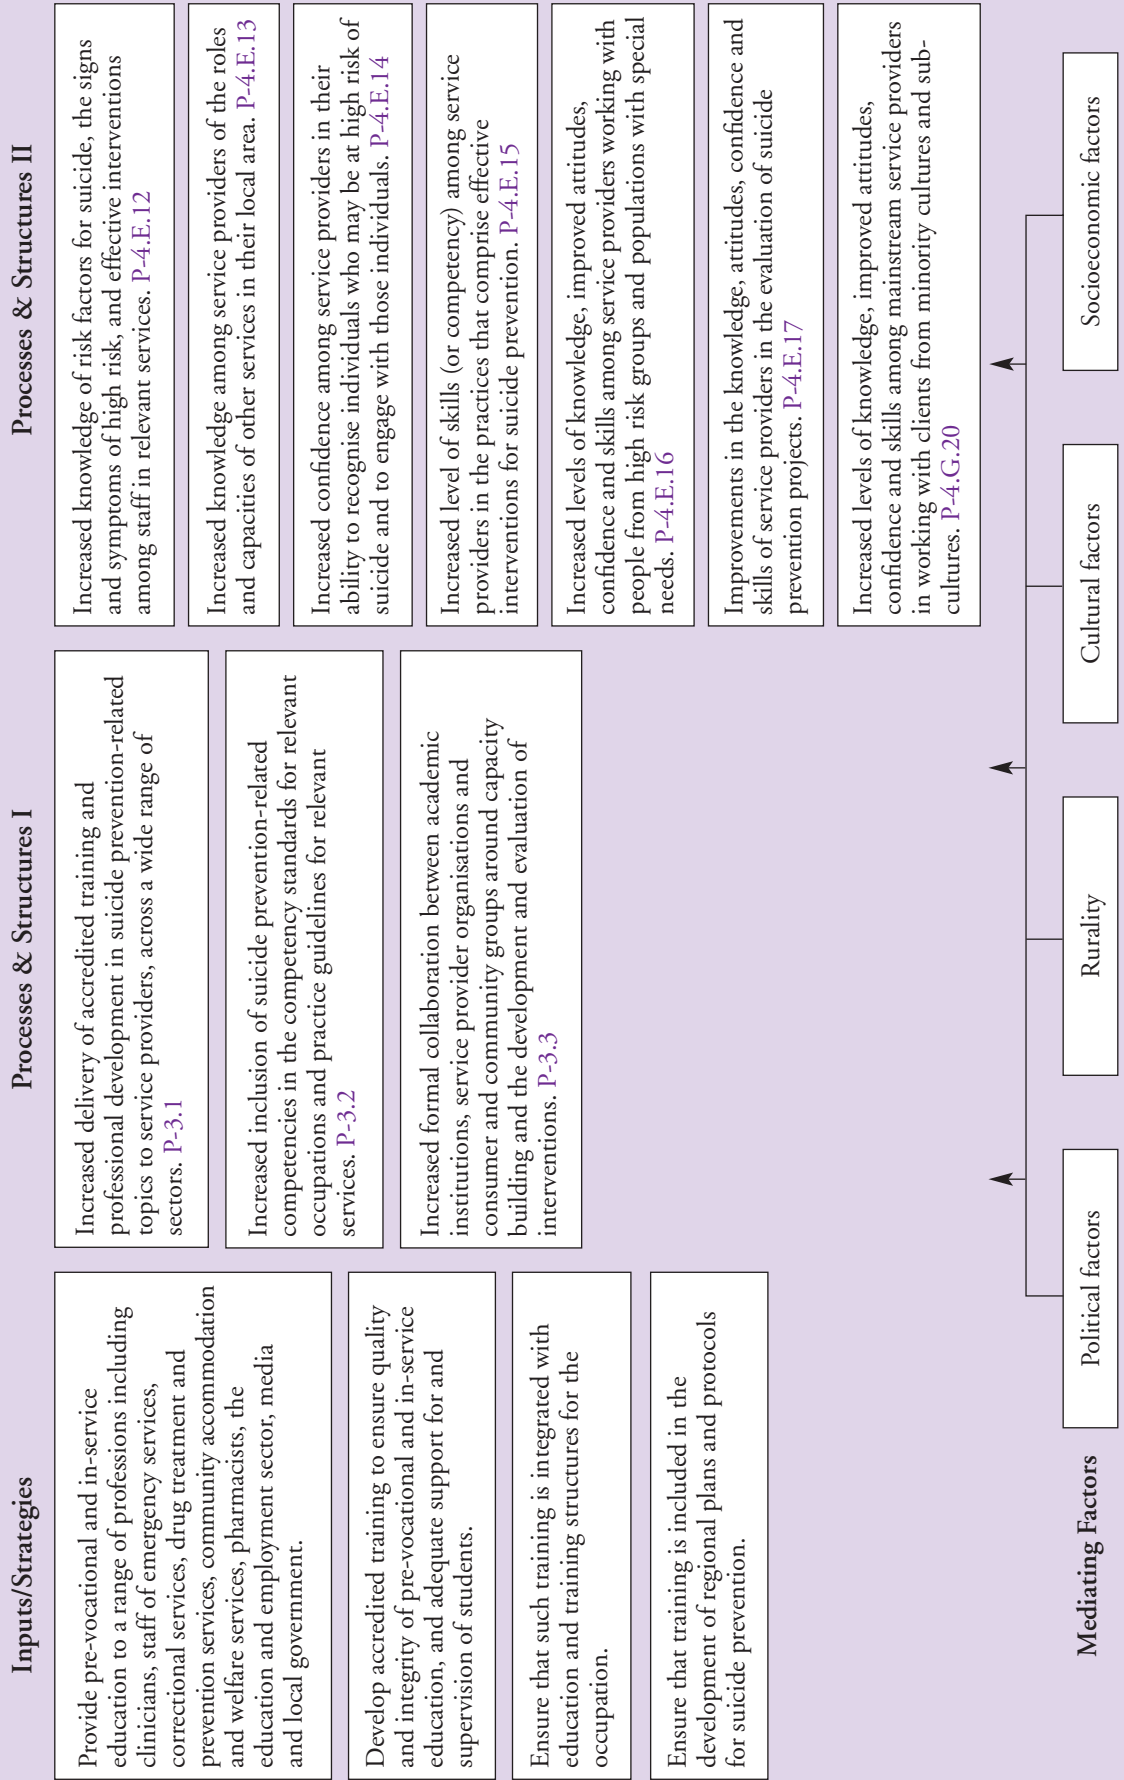 Inputs/Strategies
Provide pre-vocational and in-service
education to a range of professions including
clinicians, staff of emergency services,
correctional services, drug treatment and
prevention services, community accommodation
and welfare services, pharmacists, the
education and employment sector, media
and local government.
Develop accredited training to ensure quality
and integrity of pre-vocational and in-service
education, and adequate support for and
supervision of students.
Ensure that such training is integrated with
education and training structures for the
occupation.
Ensure that training is included in the
development of regional plans and protocols
for suicide prevention.
Processes & Structures I
Increased delivery of accredited training and
professional development in suicide prevention-related
topics to service providers, across a wide range of
sectors. P-3.1
Increased inclusion of suicide prevention-related
competencies in the competency standards for relevant
occupations and practice guidelines for relevant
services. P-3.2
Increased formal collaboration between academic
institutions, service provider organisations and
consumer and community groups around capacity
building and the development and evaluation of
interventions. P-3.3
Processes & Structures II
Increased knowledge of risk factors for suicide, the signs
and symptoms of high risk, and effective interventions
among staff in relevant services. P-4.E.12
Increased knowledge among service providers of the roles
and capacities of other services in their local area. P-4.E.13
Increased confidence among service providers in their
ability to recognise individuals who may be at high risk of
suicide and to engage with those individuals. P-4.E.14
Increased level of skills (or competency) among service
providers in the practices that comprise effective
interventions for suicide prevention. P-4.E.15
Increased levels of knowledge, improved attitudes,
confidence and skills among service providers working with
people from high risk groups and populations with special
needs. P-4.E.16
Improvements in the knowledge, attitudes, confidence and
skills of service providers in the evaluation of suicide
prevention projects. P-4.E.17
Increased levels of knowledge, improved attitudes,
confidence and skills among mainstream service providers
in working with clients from minority cultures and sub-
cultures. P-4.G.20
Mediating Factors
Political factors
Rurality
Cultural factors
Socioeconomic factors